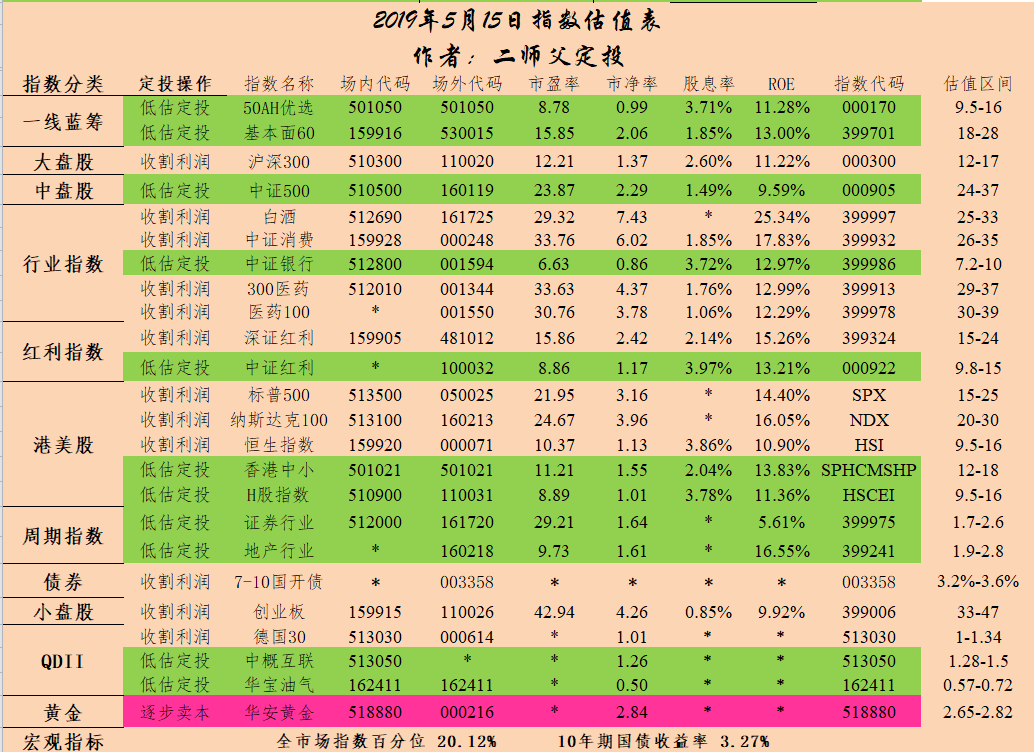 2019年5月15日指数估值表
作者：二师父定投
指数分类 定投操作 指数名称 场内代码 场外代码 市盈率 市净率 股息率 ROE 指数代码 估值区间
一线蓝筹 低估定投 50AH优选 501050 501050 8.78 0.99 3.71% 11.28% 000170 9.5-16
低估定投 基本面60 159916 530015 15.85 2.06 1.85% 13.00% 399701 18-28
大盘股 收割利润 沪深300 510300 110020 12.21 1.37 2.60% 11.22% 000300 12-17
中盘股 低估定投 中证500 510500 160119 23.87 2.29 1.49% 9.59% 000905 24-37
行业指数 收割利润 白酒 512690 161725 29.32 7.43 * 25.34% 399997 25-33
收割利润 中证消费 159928 000248 33.76 6.02 1.85% 17.83% 399932 26-35
低估定投 中证银行 512800 001594 6.63 0.86 3.72% 12.97% 399986 7.2-10
收割利润 300医药 512010 001344 33.63 4.37 1.76% 12.99% 399913 29-37
收割利润 医药100 * 001550 30.76 3.78 1.06% 12.29% 399978 30-39
红利指数 收割利润 深证红利 159905 481012 15.86 2.42 2.14% 15.26% 399324 15-24
低估定投 中证红利 * 100032 8.86 1.17 3.97% 13.21% 000922 9.8-15
港美股 收割利润 标普500 513500 050025 21.95 3.16 * 14.40% SPX 15-25
收割利润 纳斯达克100 513100 160213 24.67 3.96 * 16.05% NDX 20-30
收割利润 恒生指数 159920 000071 10.37 1.13 3.86% 10.90% HSI 9.5-16
低估定投 香港中小 501021 501021 11.21 1.55 2.04% 13.83% SPHCMSHP 12-18
低估定投 H股指数 510900 110031 8.89 1.01 3.78% 11.36% HSCEI 9.5-16
周期指数 低估定投 证券行业 512000 161720 29.21 1.64 * 5.61% 399975 1.7-2.6
低估定投 地产行业 * 160218 9.73 1.61 * 16.55% 399241 1.9-2.8
债券 收割利润 7-10国开债 * 003358 * * * * 003358 3.2%-3.6%
小盘股 收割利润 创业板 159915 110026 42.94 4.26 0.85% 9.92% 399006 33-47
QDII 收割利润 德国30 513030 000614 * 1.01 * * 513030 1-1.34
低估定投 中概互联 513050 * * 1.26 * * 513050 1.28-1.5
低估定投 华宝油气 162411 162411 * 0.50 * * 162411 0.57-0.72
黄金 逐步卖本 华安黄金 518880 000216 * 2.84 * * 518880 2.65-2.82
宏观指标 全市场指数百分位 20.12% 10年期国债收益率 3.27%